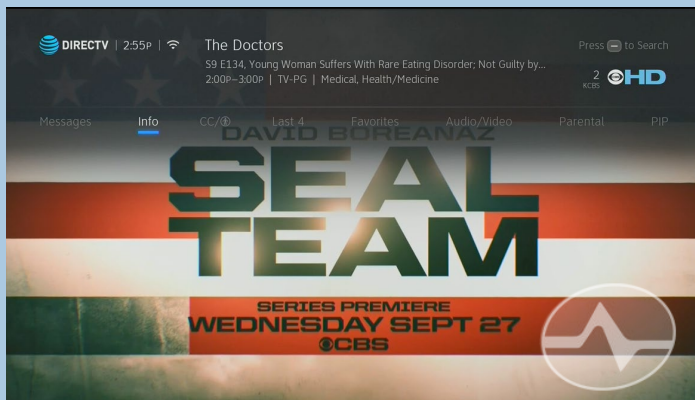 DIRECTV | 2:55P
The Doctors
Press – to Search
S9 E134, Young Woman Suffers With Rare Eating Disorder; Not Guilty by...
2:00P–3:00P | TV-PG | Medical, Health/Medicine
2
KCBS
HD
Messages Info CC/ Last 4 Favorites Audio/Video Parental PIP
DAVID BOREANAZ
SEAL
TEAM
SERIES PREMIERE
WEDNESDAY SEPT 27
CBS